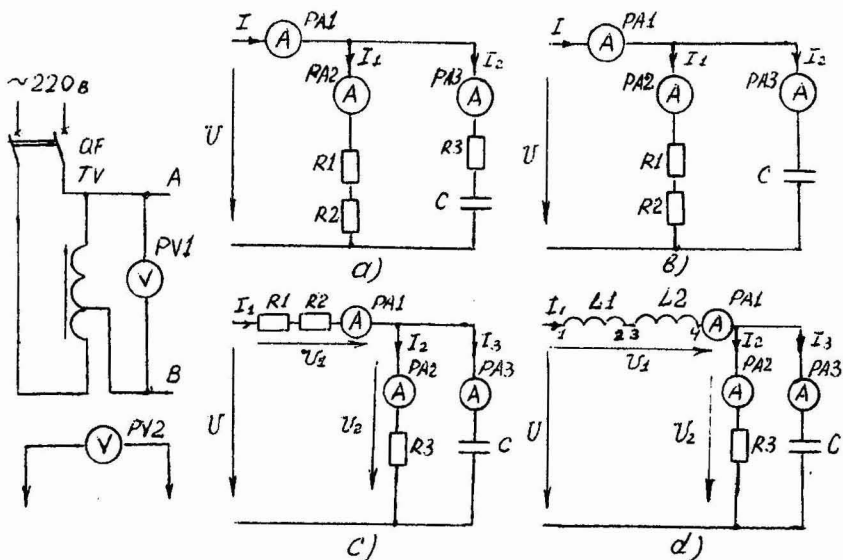 ~220в
QF
TV
A
PV1
V
B
PV2
V
I
PA1
A
I1
I2
PA2
PA3
A
A
U
R1
R3
R2
C
a)
I
PA1
A
I1
I2
PA2
PA3
A
A
U
R1
C
R2
в)
I1
R1
R2
PA1
A
U1
I2
I3
PA2
PA3
A
A
U
U2
R3
C
c)
I1
L1
L2
PA1
1
2
3
4
A
U1
I2
I3
PA2
PA3
A
A
U
U2
R3
C
d)